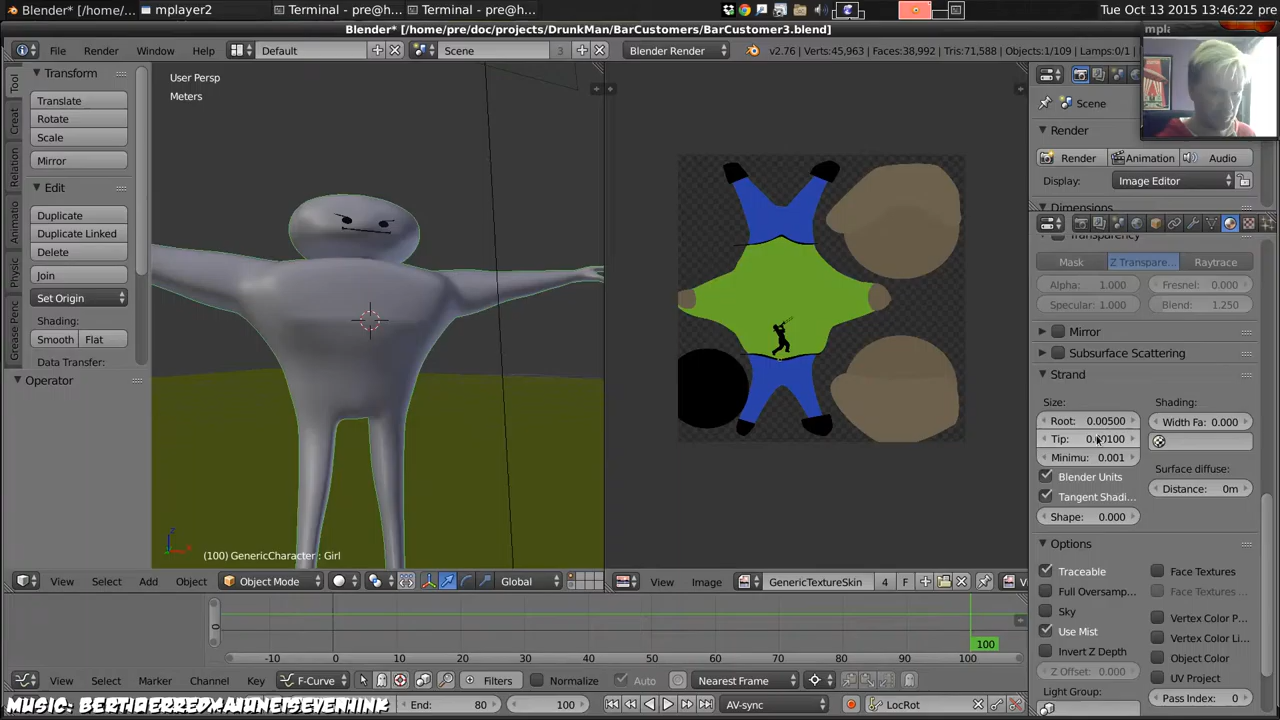 Blender* [/home/pre/d... mplayer2 Terminal - pre@h... Terminal - pre@h... Tue Oct 13 2015 13:46:22 pre
Blender* [/home/pre/doc/projects/DrunkMan/BarCustomers/BarCustomer3.blend]
File Render Window Help Default Scene 3 Blender Render v2.76 | Verts:45,963 | Faces:38,992 | Tris:71,588 | Objects:1/109 | Lamps:0/1
Transform
User Persp
Meters
Translate
Rotate
Scale
Mirror
Edit
Duplicate
Duplicate Linked
Delete
Join
Set Origin
Shading:
Smooth Flat
Data Transfer:
Operator
Tool
Creat
Relation
Animatio
Physic
Grease Penc
(100) GenericCharacter : Girl
View Select Add Object Object Mode Global
View Image GenericTextureSkin 4 F
Scene
Render
Render Animation Audio
Display: Image Editor
Dimensions
Transparency
Mask Z Transpare... Raytrace
Alpha: 1.000 Fresnel: 0.000
Specular: 1.000 Blend: 1.250
Mirror
Subsurface Scattering
Strand
Size: Shading:
Root: 0.00500 Width Fa: 0.000
Tip: 0.00100
Minimu: 0.001
Surface diffuse:
Blender Units
Distance: 0m
Tangent Shadi...
Shape: 0.000
Options
Traceable Face Textures
Full Oversamp... Face Textures ...
Sky Vertex Color P...
Use Mist Vertex Color Li...
Invert Z Depth Object Color
Z Offset: 0.000 UV Project
Light Group: Pass Index: 0
0
100
-10 0 10 20 30 40 50 60 70 80 90 100
View Select Marker Channel Key F-Curve Filters Normalize Auto Nearest Frame
End: 80 100 AV-sync LocRot